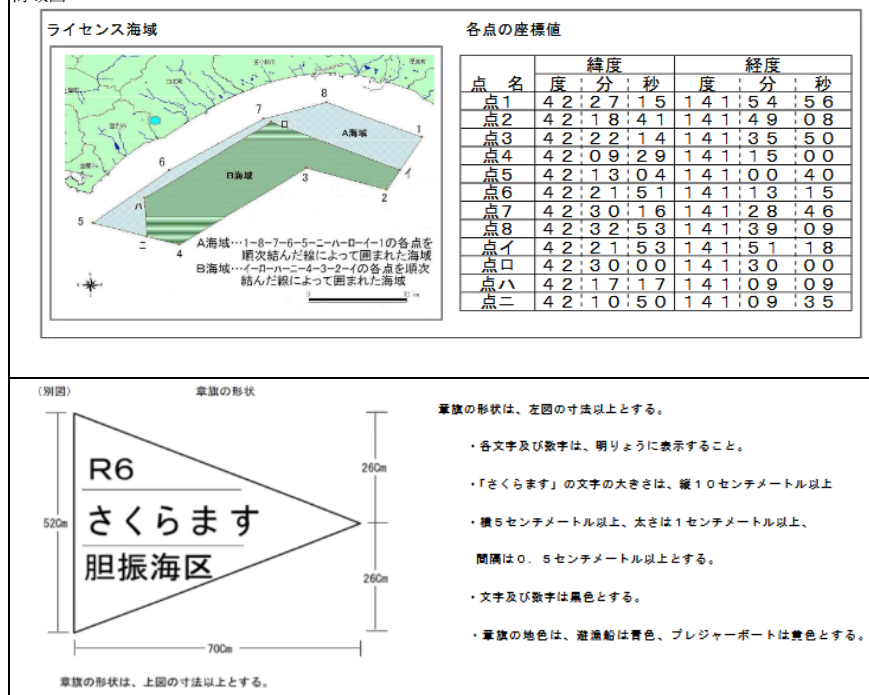 ライセンス海域
各点の座標値
8
7
ロ
A海域
1
6
B海域
3
イ
2
ハ
5
ニ
4
A海域…1-8-7-6-5-ニ-ハ-ロ-イ-1の各点を
順次結んだ線によって囲まれた海域
B海域…イ-ロ-ハ-ニ-4-3-2-イの各点を順次
結んだ線によって囲まれた海域
緯度 経度
点 名 度 分 秒 度 分 秒
点1 42 27 15 141 54 56
点2 42 18 41 141 49 08
点3 42 22 14 141 35 50
点4 42 09 29 141 15 00
点5 42 13 04 141 00 40
点6 42 21 51 141 13 15
点7 42 30 16 141 28 46
点8 42 32 53 141 39 09
点イ 42 21 53 141 51 18
点ロ 42 30 00 141 30 00
点ハ 42 17 17 141 09 09
点ニ 42 10 50 141 09 35
(別図) 章旗の形状
R6
さくらます
胆振海区
52Cm
26Cm
26Cm
70Cm
章旗の形状は、上図の寸法以上とする。
章旗の形状は、左図の寸法以上とする。
・各文字及び数字は、明りょうに表示すること。
・「さくらます」の文字の大きさは、縦10センチメートル以上
・横5センチメートル以上、太さは1センチメートル以上、
間隔は0.5センチメートル以上とする。
・文字及び数字は黒色とする。
・章旗の地色は、遊漁船は青色、プレジャーボートは黄色とする。